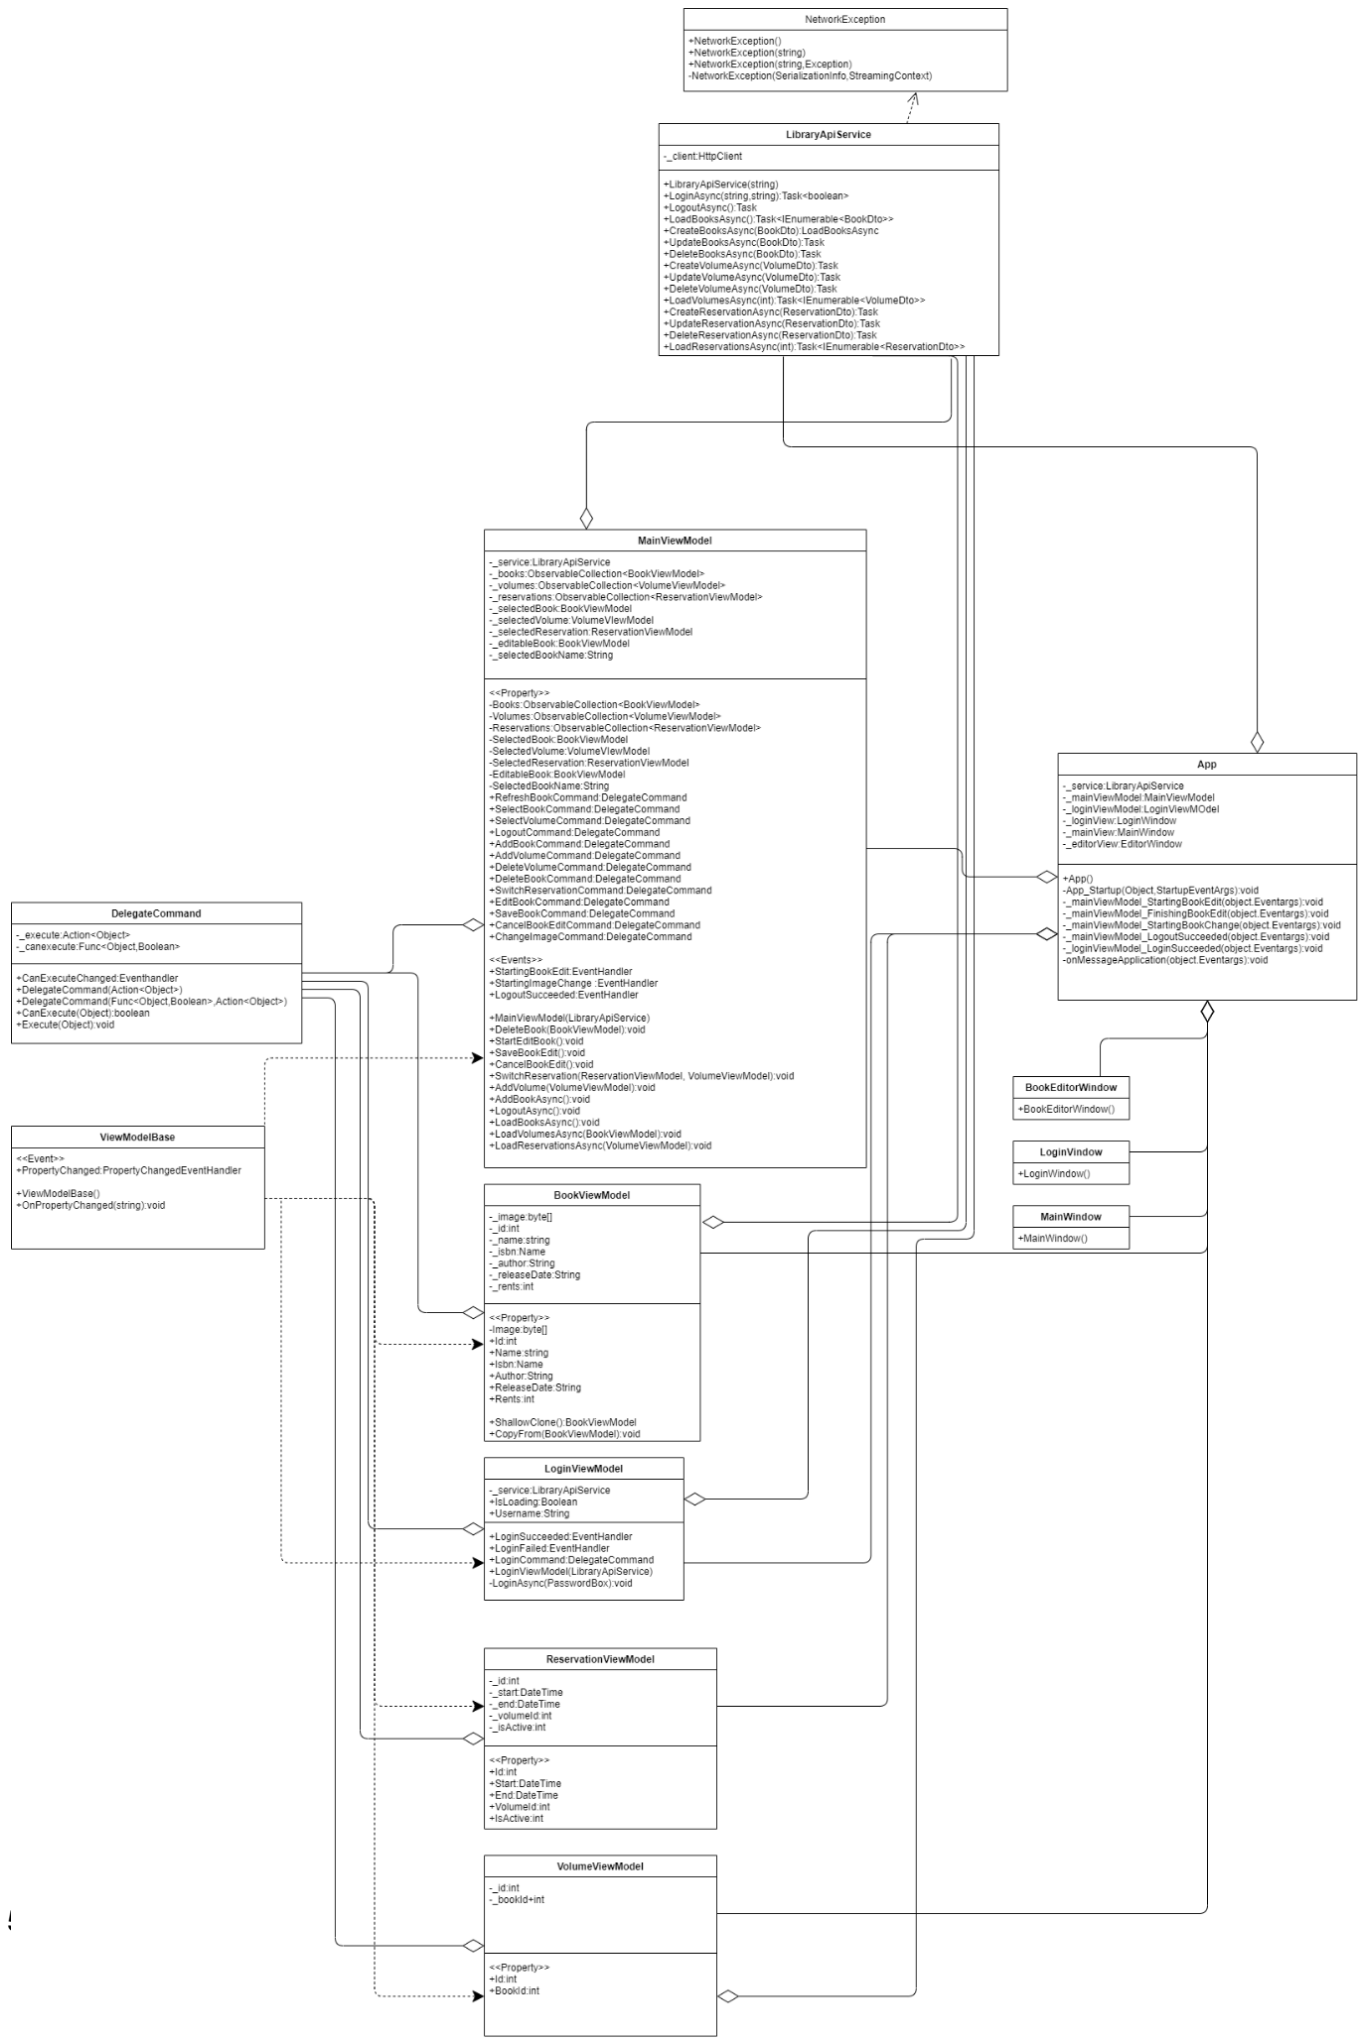 NetworkException
+NetworkException()
+NetworkException(string)
+NetworkException(string,Exception)
-NetworkException(SerializationInfo,StreamingContext)
LibraryApiService
-_client:HttpClient
+LibraryApiService(string)
+LoginAsync(string,string):Task<boolean>
+LogoutAsync():Task
+LoadBooksAsync():Task<IEnumerable<BookDto>>
+CreateBooksAsync(BookDto):LoadBooksAsync
+UpdateBooksAsync(BookDto):Task
+DeleteBooksAsync(BookDto):Task
+CreateVolumeAsync(VolumeDto):Task
+UpdateVolumeAsync(VolumeDto):Task
+DeleteVolumeAsync(VolumeDto):Task
+LoadVolumesAsync(int):Task<IEnumerable<VolumeDto>>
+CreateReservationAsync(ReservationDto):Task
+UpdateReservationAsync(ReservationDto):Task
+DeleteReservationAsync(ReservationDto):Task
+LoadReservationsAsync(int):Task<IEnumerable<ReservationDto>>
MainViewModel
-_service:LibraryApiService
-_books:ObservableCollection<BookViewModel>
-_volumes:ObservableCollection<VolumeViewModel>
-_reservations:ObservableCollection<ReservationViewModel>
-_selectedBook:BookViewModel
-_selectedVolume:VolumeVIewModel
-_selectedReservation:ReservationViewModel
-_editableBook:BookViewModel
-_selectedBookName:String
<<Property>>
-Books:ObservableCollection<BookViewModel>
-Volumes:ObservableCollection<VolumeViewModel>
-Reservations:ObservableCollection<ReservationViewModel>
-SelectedBook:BookViewModel
-SelectedVolume:VolumeVIewModel
-SelectedReservation:ReservationViewModel
-EditableBook:BookViewModel
-SelectedBookName:String
+RefreshBookCommand:DelegateCommand
+SelectBookCommand:DelegateCommand
+SelectVolumeCommand:DelegateCommand
+LogoutCommand:DelegateCommand
+AddBookCommand:DelegateCommand
+AddVolumeCommand:DelegateCommand
+DeleteVolumeCommand:DelegateCommand
+DeleteBookCommand:DelegateCommand
+SwitchReservationCommand:DelegateCommand
+EditBookCommand:DelegateCommand
+SaveBookCommand:DelegateCommand
+CancelBookEditCommand:DelegateCommand
+ChangeImageCommand:DelegateCommand
<<Events>>
+StartingBookEdit:EventHandler
+StartingImageChange :EventHandler
+LogoutSucceeded:EventHandler
+MainViewModel(LibraryApiService)
+DeleteBook(BookViewModel):void
+StartEditBook():void
+SaveBookEdit():void
+CancelBookEdit():void
+SwitchReservation(ReservationViewModel, VolumeViewModel):void
+AddVolume(VolumeViewModel):void
+AddBookAsync():void
+LogoutAsync():void
+LoadBooksAsync():void
+LoadVolumesAsync(BookViewModel):void
+LoadReservationsAsync(VolumeViewModel):void
App
-_service:LibraryApiService
-_mainViewModel:MainViewModel
-_loginViewModel:LoginViewMOdel
-_loginView:LoginWindow
-_mainView:MainWindow
-_editorView:EditorWindow
+App()
-App_Startup(Object,StartupEventArgs):void
-_mainViewModel_StartingBookEdit(object.Eventargs):void
-_mainViewModel_FinishingBookEdit(object.Eventargs):void
-_mainViewModel_StartingBookChange(object.Eventargs):void
-_mainViewModel_LogoutSucceeded(object.Eventargs):void
-_loginViewModel_LoginSucceeded(object.Eventargs):void
-onMessageApplication(object.Eventargs):void
DelegateCommand
-_execute:Action<Object>
-_canexecute:Func<Object,Boolean>
+CanExecuteChanged:Eventhandler
+DelegateCommand(Action<Object>)
+DelegateCommand(Func<Object,Boolean>,Action<Object>)
+CanExecute(Object):boolean
+Execute(Object):void
ViewModelBase
<<Event>>
+PropertyChanged:PropertyChangedEventHandler
+ViewModelBase()
+OnPropertyChanged(string):void
BookEditorWindow
+BookEditorWindow()
LoginVindow
+LoginWindow()
MainWindow
+MainWindow()
BookViewModel
-_image:byte[]
-_id:int
-_name:string
-_isbn:Name
-_author:String
-_releaseDate:String
-_rents:int
<<Property>>
-Image:byte[]
+Id:int
+Name:string
+Isbn:Name
+Author:String
+ReleaseDate:String
+Rents:int
+ShallowClone():BookViewModel
+CopyFrom(BookViewModel):void
LoginViewModel
-_service:LibraryApiService
+IsLoading:Boolean
+Username:String
+LoginSucceeded:EventHandler
+LoginFailed:EventHandler
+LoginCommand:DelegateCommand
+LoginViewModel(LibraryApiService)
-LoginAsync(PasswordBox):void
ReservationViewModel
-_id:int
-_start:DateTime
-_end:DateTime
-_volumeId:int
-_isActive:int
<<Property>>
+Id:int
+Start:DateTime
+End:DateTime
+VolumeId:int
+IsActive:int
VolumeViewModel
-_id:int
-_bookId+int
<<Property>>
+Id:int
+BookId:int